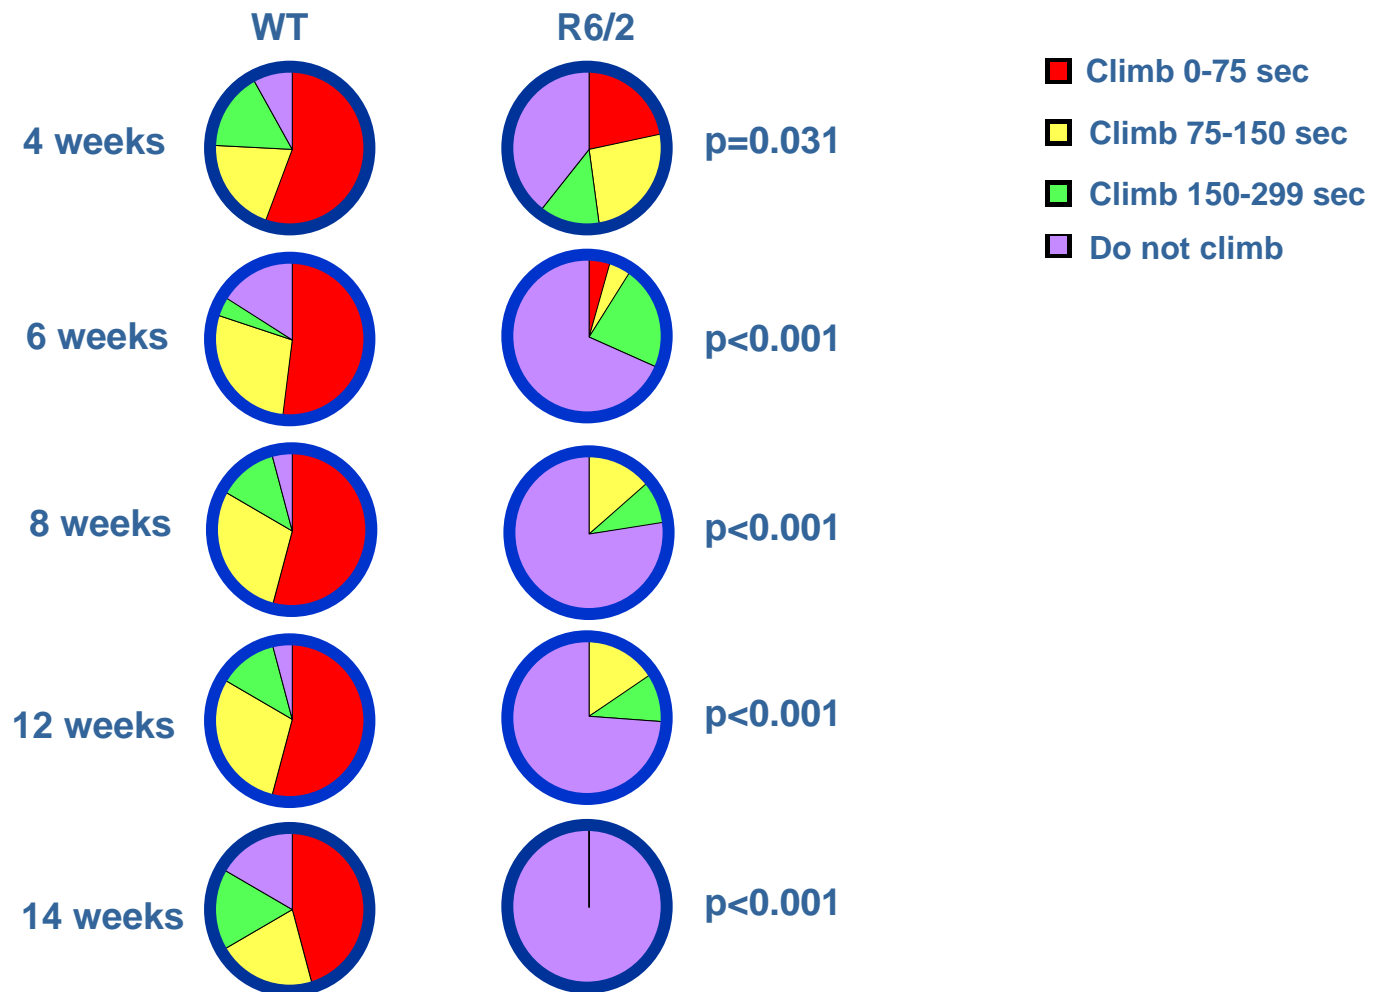 WT
R6/2
Climb 0-75 sec
Climb 75-150 sec
Climb 150-299 sec
Do not climb
4 weeks
p=0.031
6 weeks
p<0.001
8 weeks
p<0.001
12 weeks
p<0.001
14 weeks
p<0.001